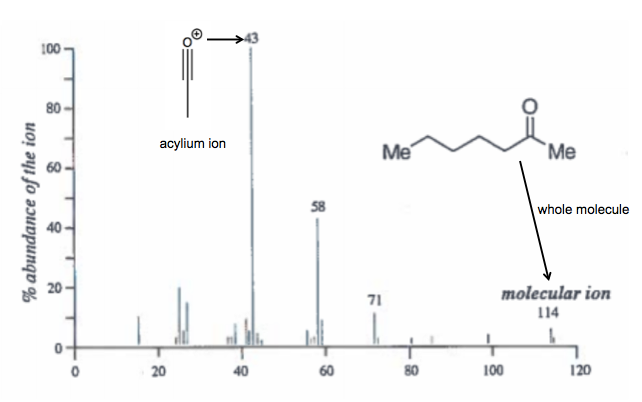 % abundance of the ion
100
80
60
40
20
0
0
20
40
60
80
100
120
O⊕
43
acylium ion
58
71
O
Me
Me
whole molecule
molecular ion
114